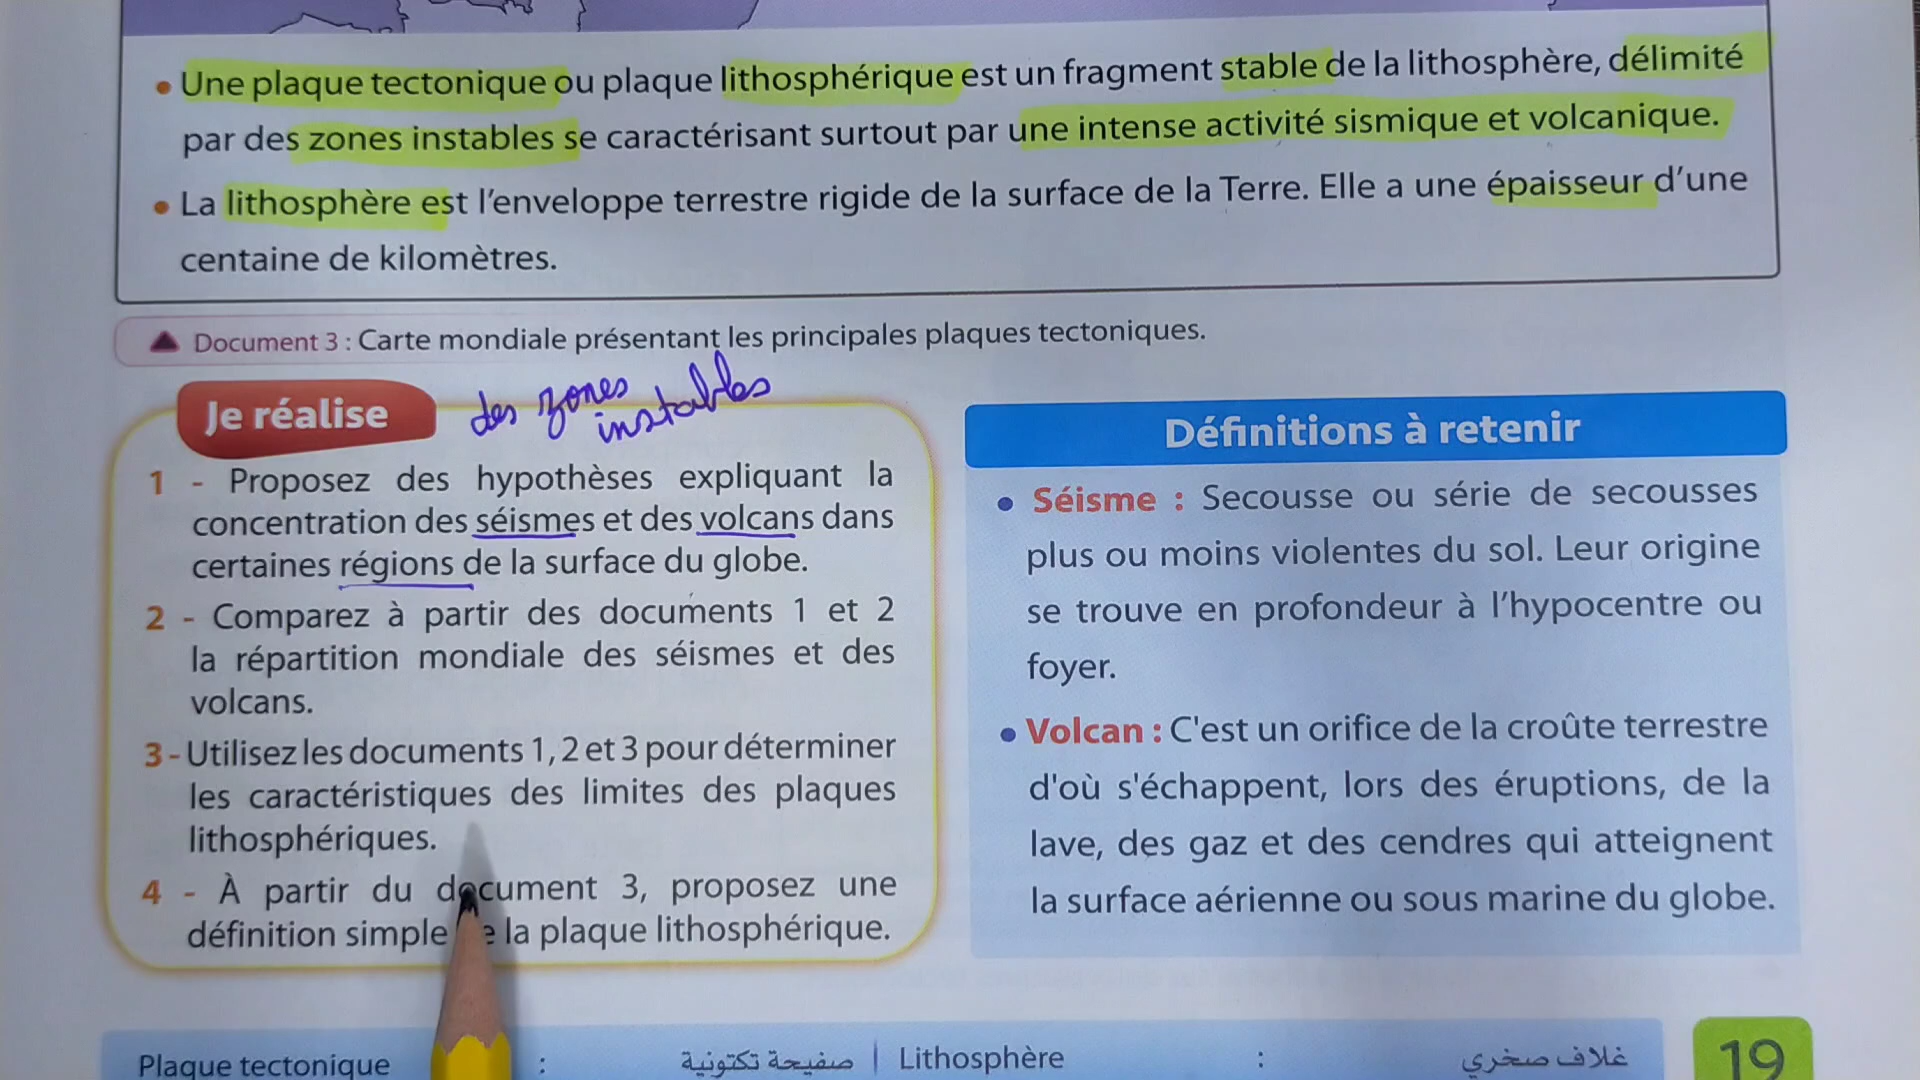 • Une plaque tectonique ou plaque lithosphérique est un fragment stable de la lithosphère, délimité
par des zones instables se caractérisant surtout par une intense activité sismique et volcanique.
• La lithosphère est l’enveloppe terrestre rigide de la surface de la Terre. Elle a une épaisseur d’une
centaine de kilomètres.
Document 3 : Carte mondiale présentant les principales plaques tectoniques.
Je réalise
des zones
instables
1 - Proposez des hypothèses expliquant la
concentration des séismes et des volcans dans
certaines régions de la surface du globe.
2 - Comparez à partir des documents 1 et 2
la répartition mondiale des séismes et des
volcans.
3 - Utilisez les documents 1, 2 et 3 pour déterminer
les caractéristiques des limites des plaques
lithosphériques.
4 - À partir du document 3, proposez une
définition simple de la plaque lithosphérique.
Définitions à retenir
• Séisme : Secousse ou série de secousses
plus ou moins violentes du sol. Leur origine
se trouve en profondeur à l’hypocentre ou
foyer.
• Volcan : C'est un orifice de la croûte terrestre
d'où s'échappent, lors des éruptions, de la
lave, des gaz et des cendres qui atteignent
la surface aérienne ou sous marine du globe.
Plaque tectonique : صفيحة تكتونية | Lithosphère : غلاف صخري
19